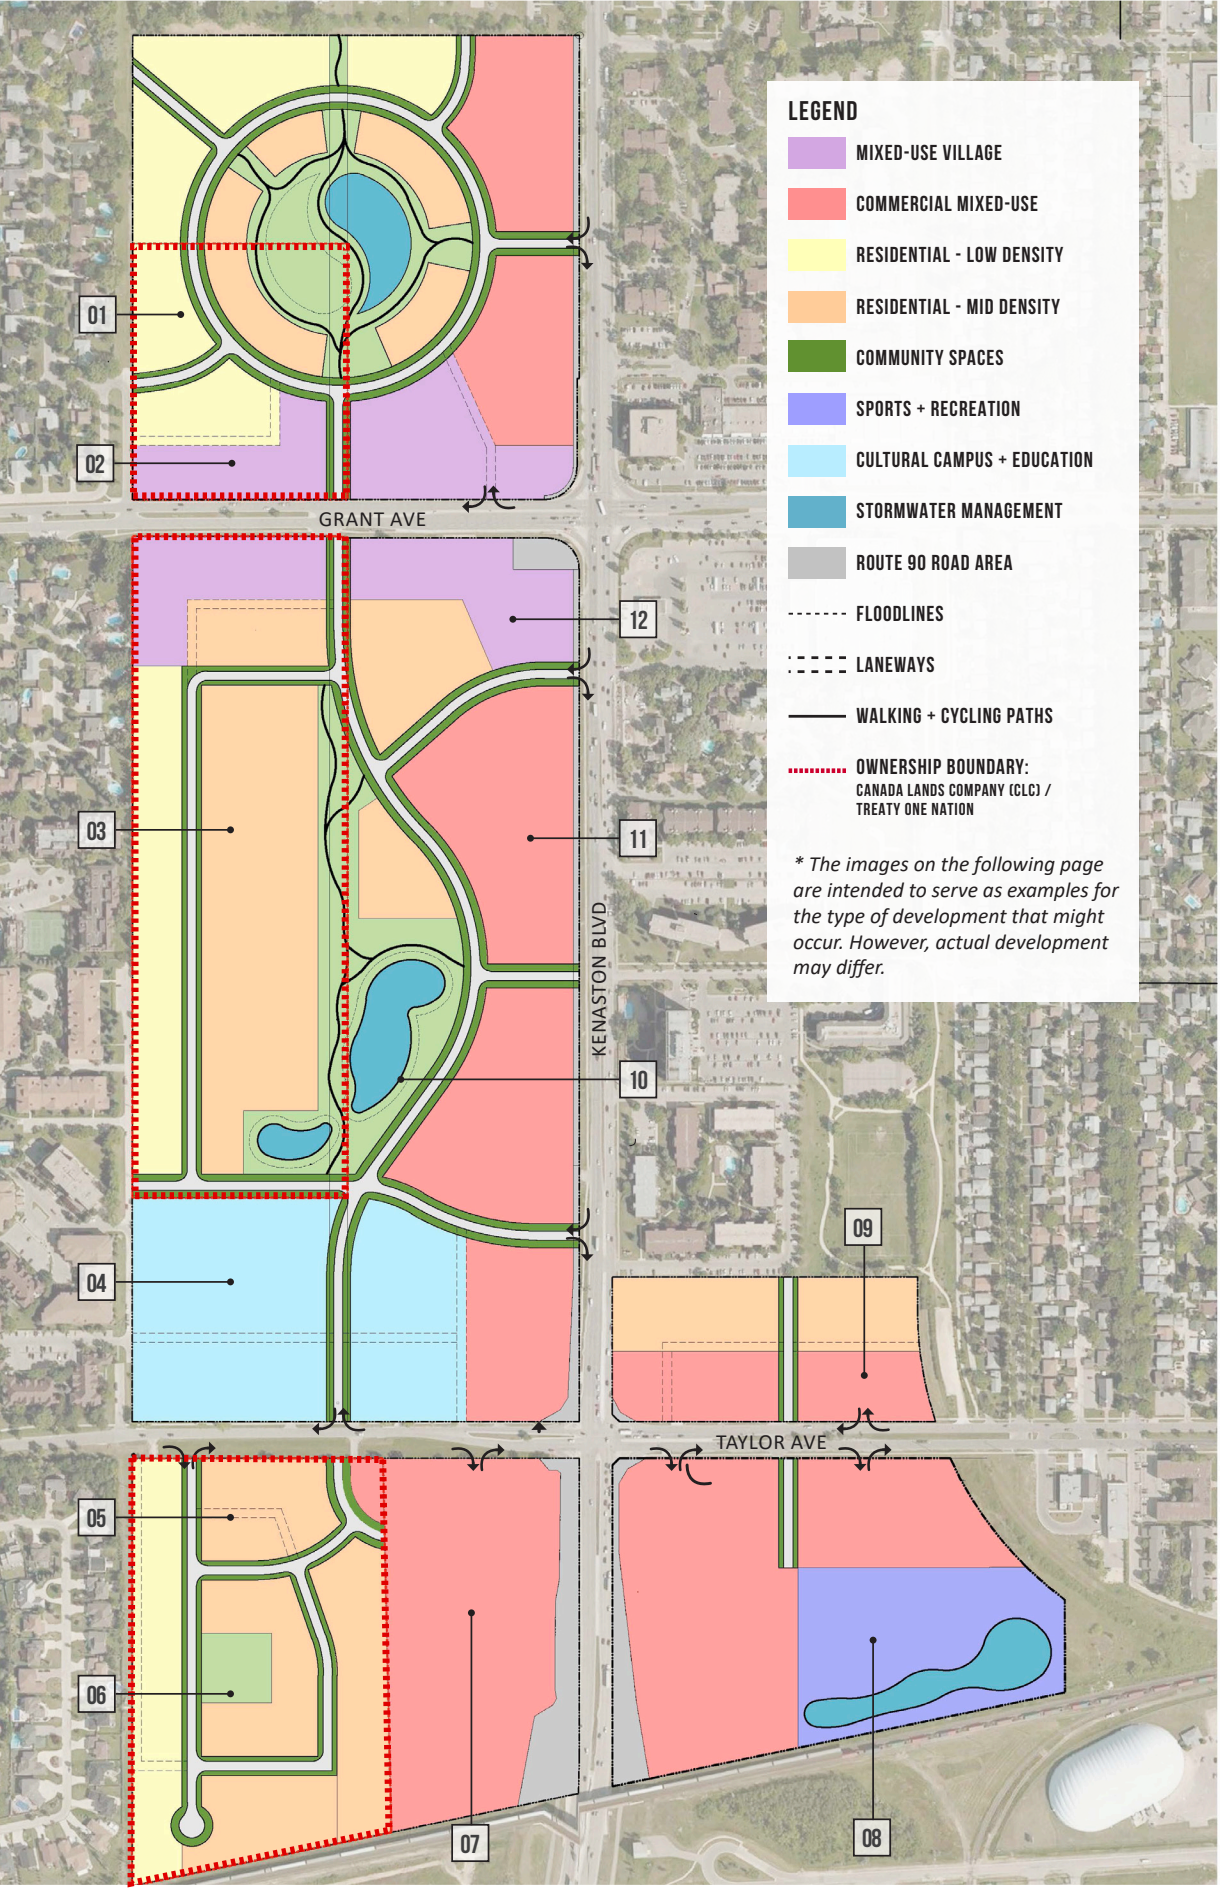 LEGEND
MIXED-USE VILLAGE
COMMERCIAL MIXED-USE
RESIDENTIAL - LOW DENSITY
RESIDENTIAL - MID DENSITY
COMMUNITY SPACES
SPORTS + RECREATION
CULTURAL CAMPUS + EDUCATION
STORMWATER MANAGEMENT
ROUTE 90 ROAD AREA
FLOODLINES
LANEWAYS
WALKING + CYCLING PATHS
OWNERSHIP BOUNDARY:
CANADA LANDS COMPANY (CLC) /
TREATY ONE NATION
* The images on the following page
are intended to serve as examples for
the type of development that might
occur. However, actual development
may differ.
01
02
GRANT AVE
12
03
11
KENASTON BLVD
10
09
04
TAYLOR AVE
05
06
07
08